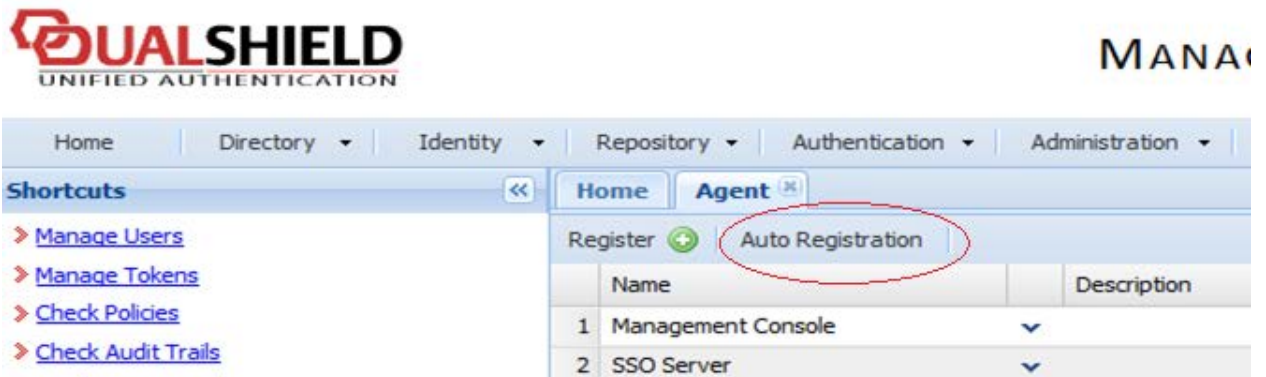 DUALSHIELD
UNIFIED AUTHENTICATION
MANA
Home Directory Identity Repository Authentication Administration
Shortcuts
Home Agent
Manage Users
Manage Tokens
Check Policies
Check Audit Trails
Register Auto Registration
Name Description
1 Management Console
2 SSO Server